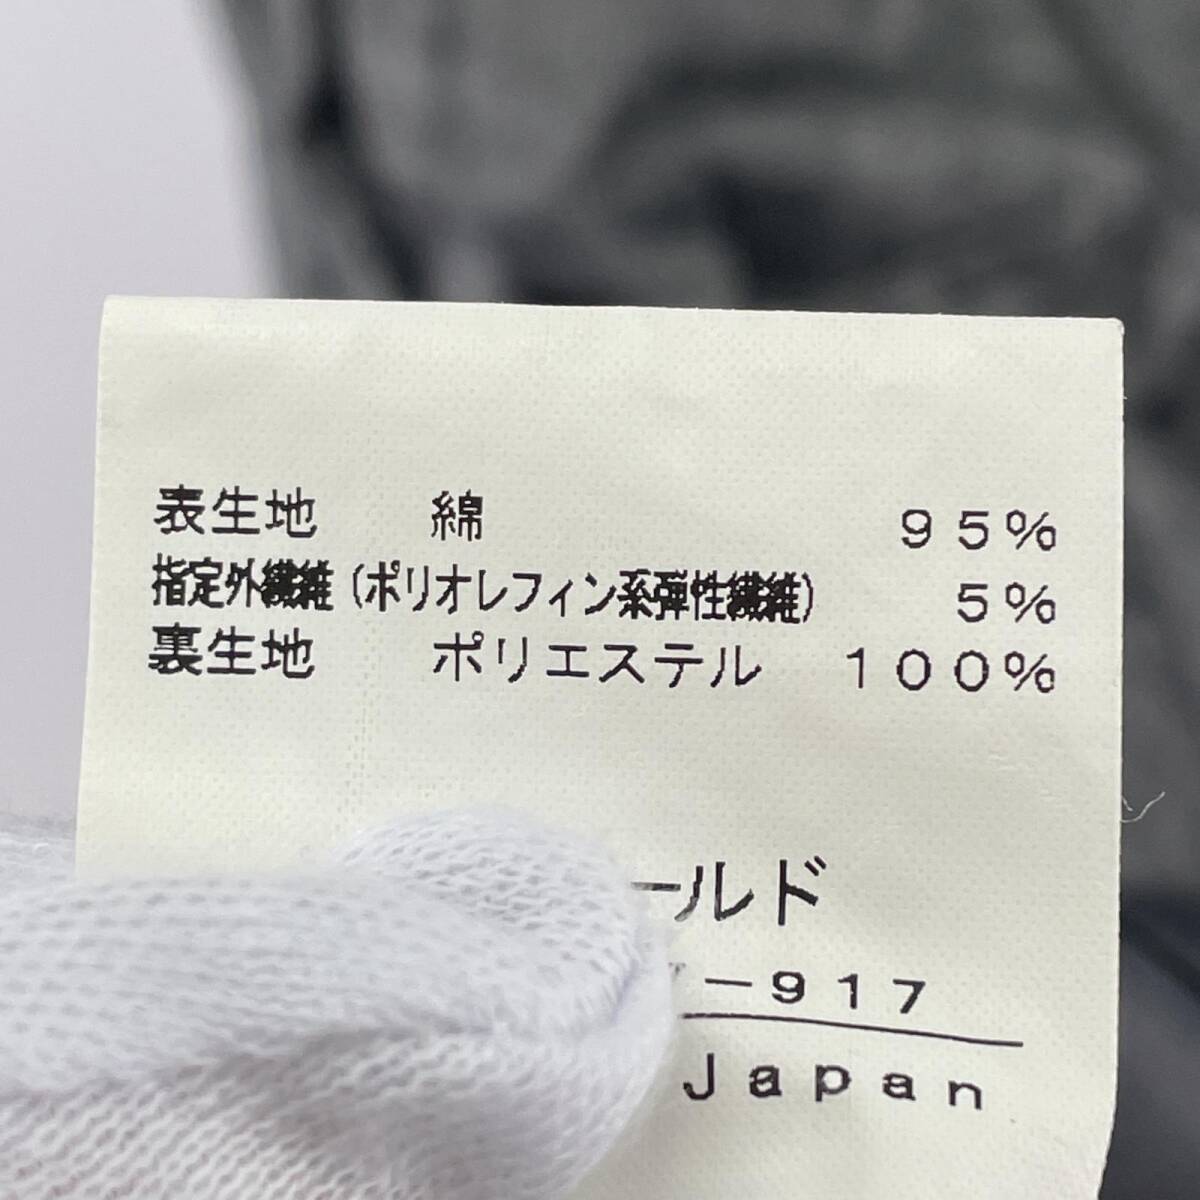 表生地 綿 95%
指定外繊維(ポリオレフィン系弾性繊維) 5%
裏生地 ポリエステル 100%
ールド
-917
Japan